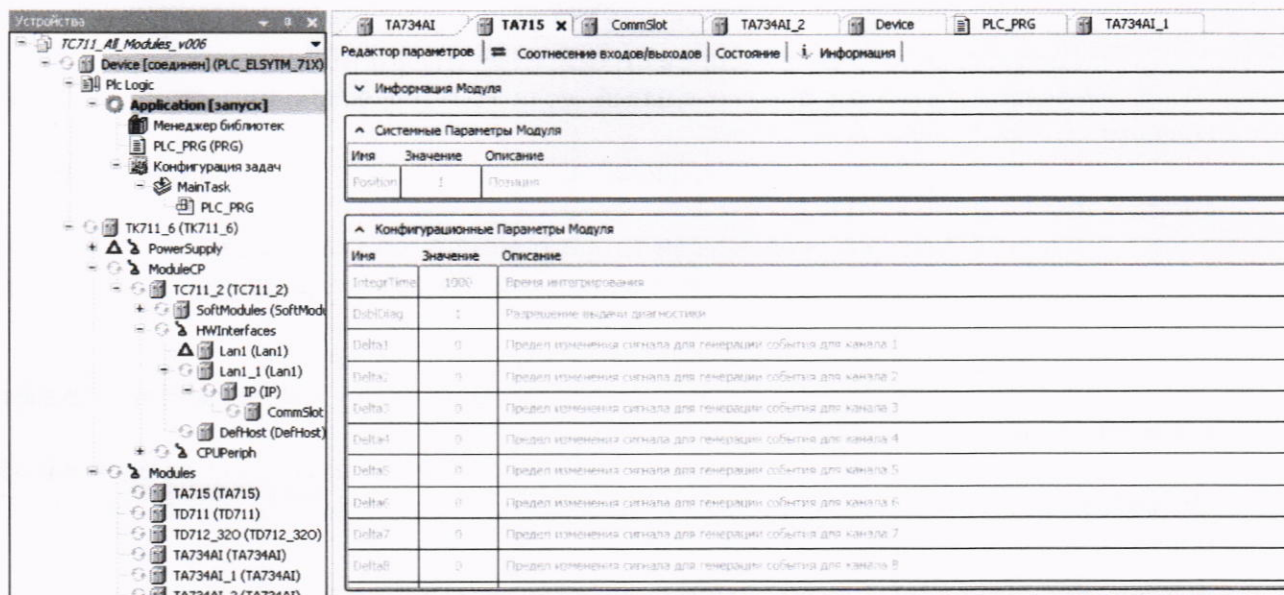 Устройства
TC711_All_Modules_v006
Device [соединен] (PLC_ELSYTM_71X)
Plc Logic
Application [запуск]
Менеджер библиотек
PLC_PRG (PRG)
Конфигурация задач
MainTask
PLC_PRG
TK711_6 (TK711_6)
PowerSupply
ModuleCP
TC711_2 (TC711_2)
SoftModules (SoftModu
HWInterfaces
Lan1 (Lan1)
Lan1_1 (Lan1)
IP (IP)
CommSlot
DefHost (DefHost)
CPUPeriph
Modules
TA715 (TA715)
TD711 (TD711)
TD712_32O (TD712_32O)
TA734AI (TA734AI)
TA734AI_1 (TA734AI)
TA734AI_2 (TA734AI)
TA734AI TA715 CommSlot TA734AI_2 Device PLC_PRG TA734AI_1
Редактор параметров Соотнесение входов/выходов Состояние Информация
Информация Модуля
Системные Параметры Модуля
Имя Значение Описание
Position 1 Позиция
Конфигурационные Параметры Модуля
Имя Значение Описание
IntegrTime 1000 Время интегрирования
DsblDiag 1 Разрешение выдачи диагностики
Delta1 0 Предел изменения сигнала для генерации события для канала 1
Delta2 0 Предел изменения сигнала для генерации события для канала 2
Delta3 0 Предел изменения сигнала для генерации события для канала 3
Delta4 0 Предел изменения сигнала для генерации события для канала 4
Delta5 0 Предел изменения сигнала для генерации события для канала 5
Delta6 0 Предел изменения сигнала для генерации события для канала 6
Delta7 0 Предел изменения сигнала для генерации события для канала 7
Delta8 0 Предел изменения сигнала для генерации события для канала 8